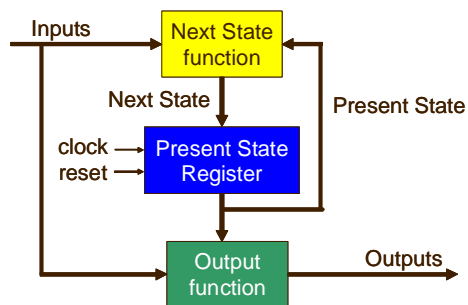 Inputs
Next State
function
Next State
Present State
clock
reset
Present State
Register
Output
function
Outputs